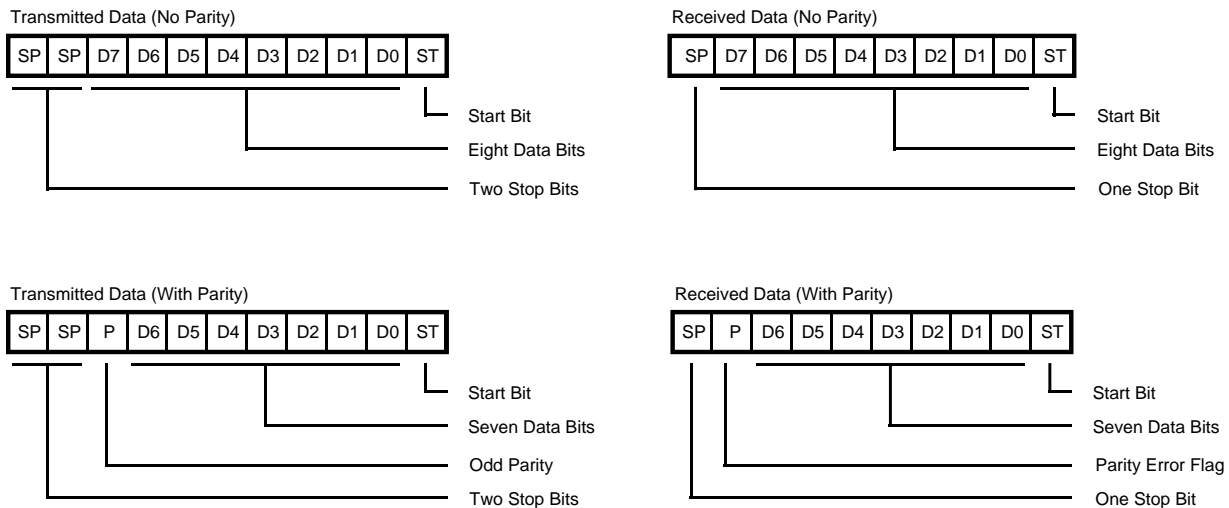 Transmitted Data (No Parity)
SP SP D7 D6 D5 D4 D3 D2 D1 D0 ST
Start Bit
Eight Data Bits
Two Stop Bits
Received Data (No Parity)
SP D7 D6 D5 D4 D3 D2 D1 D0 ST
Start Bit
Eight Data Bits
One Stop Bit
Transmitted Data (With Parity)
SP SP P D6 D5 D4 D3 D2 D1 D0 ST
Start Bit
Seven Data Bits
Odd Parity
Two Stop Bits
Received Data (With Parity)
SP P D6 D5 D4 D3 D2 D1 D0 ST
Start Bit
Seven Data Bits
Parity Error Flag
One Stop Bit